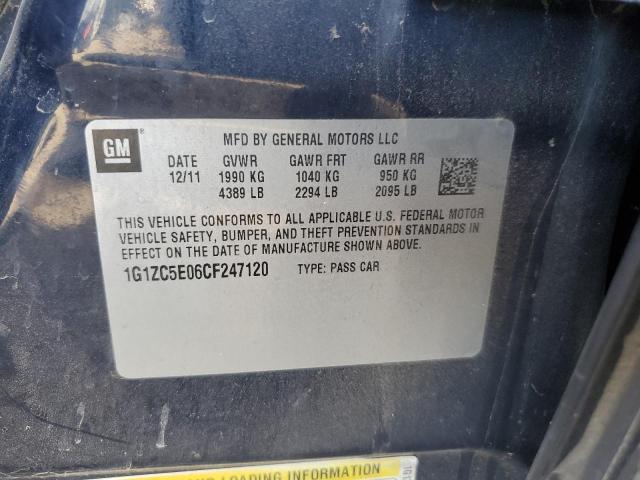 GM
MFD BY GENERAL MOTORS LLC
DATE GVWR GAWR FRT GAWR RR
12/11 1990 KG 1040 KG 950 KG
4389 LB 2294 LB 2095 LB
THIS VEHICLE CONFORMS TO ALL APPLICABLE U.S. FEDERAL MOTOR
VEHICLE SAFETY, BUMPER, AND THEFT PREVENTION STANDARDS IN
EFFECT ON THE DATE OF MANUFACTURE SHOWN ABOVE.
1G1ZC5E06CF247120 TYPE: PASS CAR
LOADING INFORMATION